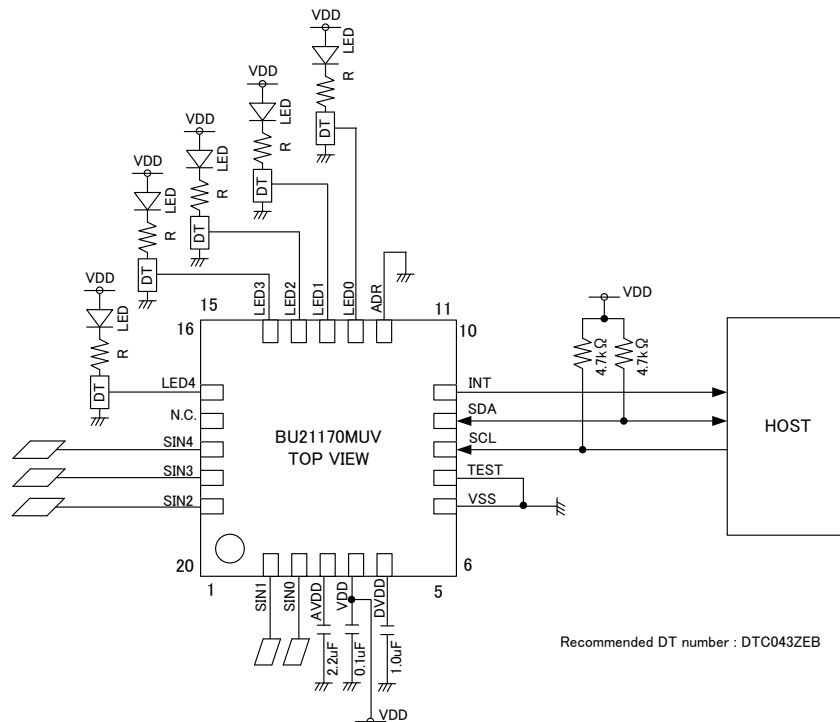 VDD
LED
R
DT
VDD
LED
R
DT
VDD
LED
R
DT
VDD
LED
R
DT
VDD
LED
R
DT
LED3
LED2
LED1
LED0
ADR
15
11
16
10
VDD
4.7kΩ
4.7kΩ
LED4
N.C.
SIN4
SIN3
SIN2
BU21170MUV
TOP VIEW
INT
SDA
SCL
TEST
VSS
HOST
20
6
1
5
SIN1
SIN0
AVDD
VDD
DVDD
2.2uF
0.1uF
1.0uF
VDD
Recommended DT number : DTC043ZEB